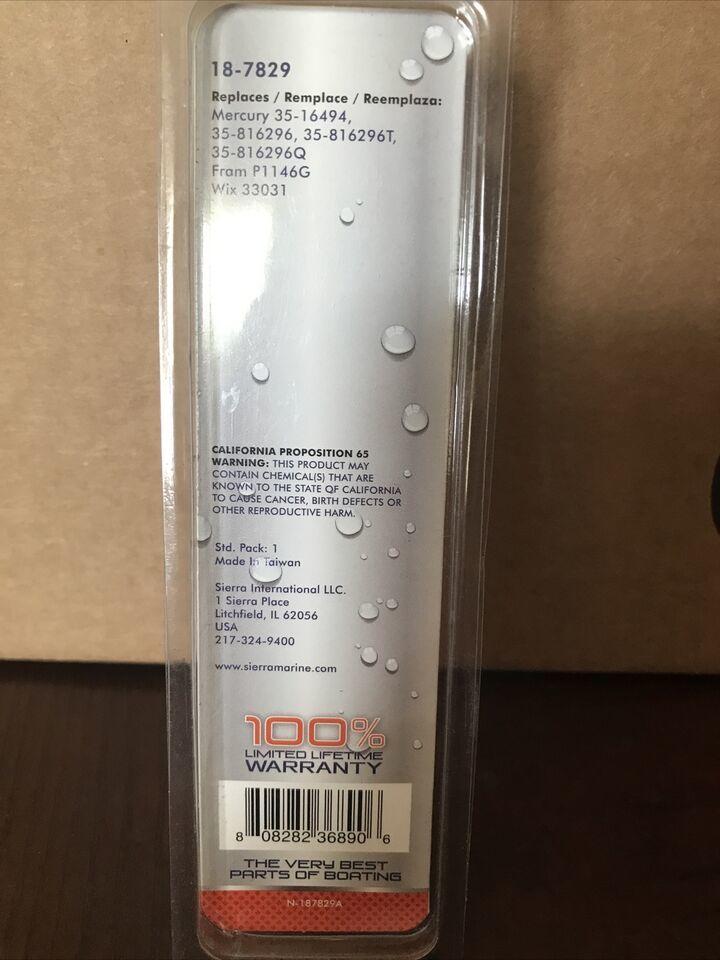 18-7829
Replaces / Remplace / Reemplaza:
Mercury 35-16494,
35-816296, 35-816296T,
35-816296Q
Fram P1146G
Wix 33031
CALIFORNIA PROPOSITION 65
WARNING: THIS PRODUCT MAY
CONTAIN CHEMICAL(S) THAT ARE
KNOWN TO THE STATE OF CALIFORNIA
TO CAUSE CANCER, BIRTH DEFECTS OR
OTHER REPRODUCTIVE HARM.
Std. Pack: 1
Made In Taiwan
Sierra International LLC.
1 Sierra Place
Litchfield, IL 62056
USA
217-324-9400
www.sierramarine.com
100%
LIMITED LIFETIME
WARRANTY
8 08282 36890 6
THE VERY BEST
PARTS OF BOATING
N-187829A